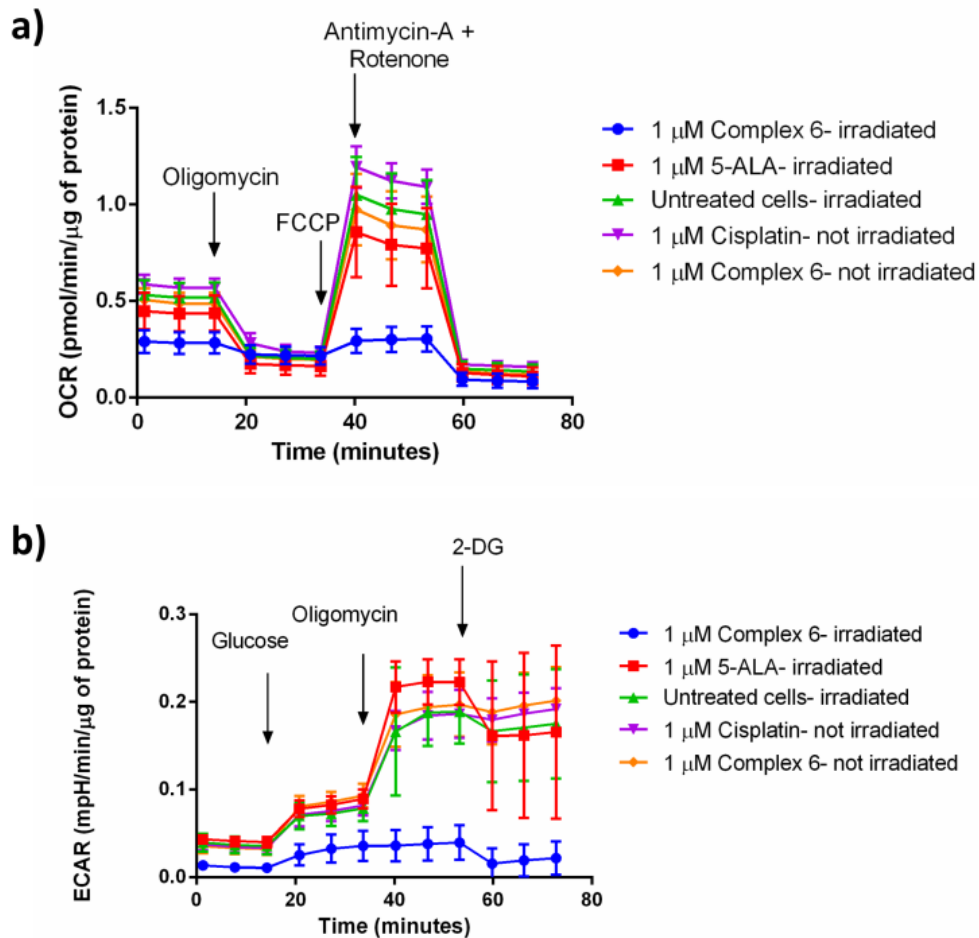 a)
Antimycin-A +
Rotenone
Oligomycin
FCCP
OCR (pmol/min/μg of protein)
1.5
1.0
0.5
0.0
0
20
40
60
80
Time (minutes)
1 μM Complex 6- irradiated
1 μM 5-ALA- irradiated
Untreated cells- irradiated
1 μM Cisplatin- not irradiated
1 μM Complex 6- not irradiated
b)
2-DG
Oligomycin
Glucose
ECAR (mpH/min/μg of protein)
0.3
0.2
0.1
0.0
0
20
40
60
80
Time (minutes)
1 μM Complex 6- irradiated
1 μM 5-ALA- irradiated
Untreated cells- irradiated
1 μM Cisplatin- not irradiated
1 μM Complex 6- not irradiated